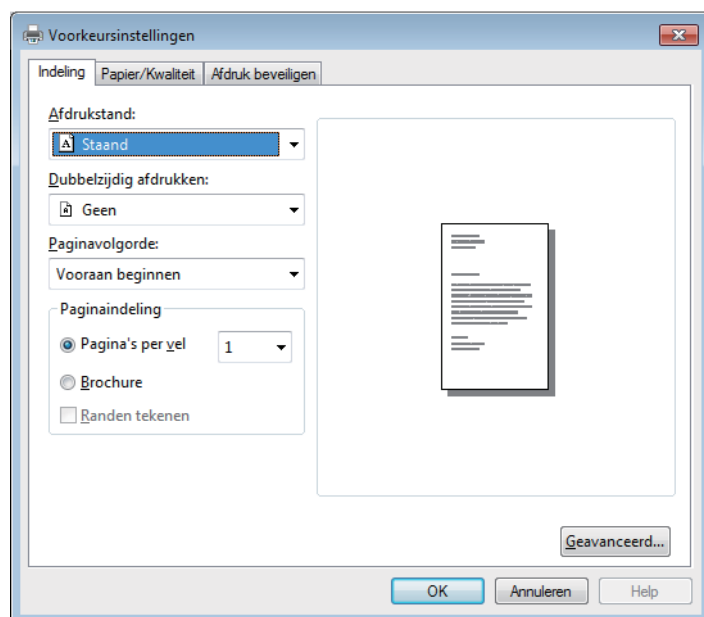 Voorkeursinstellingen
Indeling Papier/Kwaliteit Afdruk beveiligen
Afdrukstand:
A Staand
Dubbelzijdig afdrukken:
Geen
Paginavolgorde:
Vooraan beginnen
Paginaindeling
Pagina's per vel 1
Brochure
Randen tekenen
Geavanceerd...
OK Annuleren Help